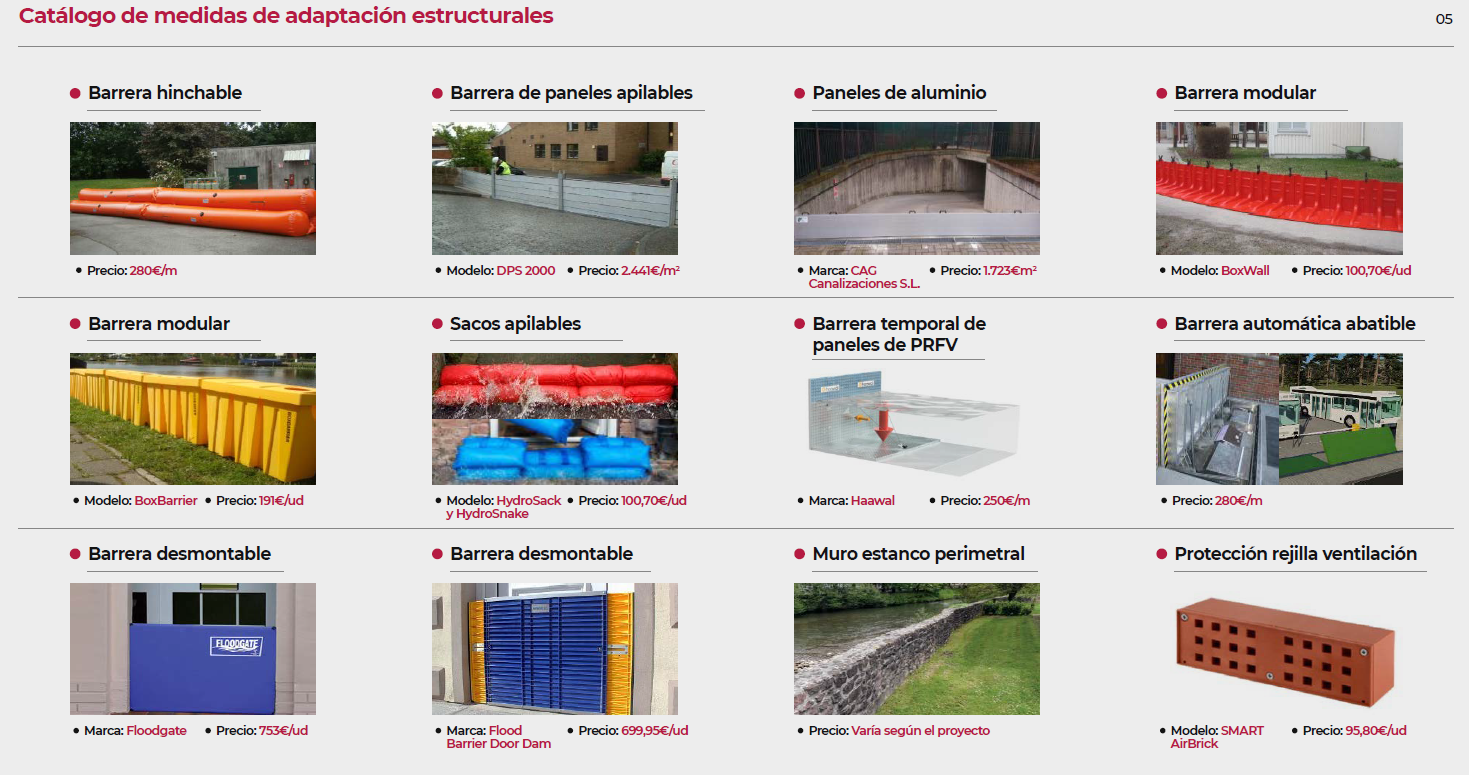 Catálogo de medidas de adaptación estructurales
05
Barrera hinchable
Barrera de paneles apilables
Paneles de aluminio
Barrera modular
• Precio: 280€/m
• Modelo: DPS 2000 • Precio: 2.441€/m²
• Marca: CAG
Canalizaciones S.L.
• Precio: 1.723€m²
• Modelo: BoxWall • Precio: 100,70€/ud
Barrera modular
Sacos apilables
Barrera temporal de
paneles de PRFV
Barrera automática abatible
• Modelo: BoxBarrier • Precio: 191€/ud
• Modelo: HydroSack
y HydroSnake
• Precio: 100,70€/ud
• Marca: Haawal • Precio: 250€/m
• Precio: 280€/m
Barrera desmontable
Barrera desmontable
Muro estanco perimetral
Protección rejilla ventilación
FLOODGATE
• Marca: Floodgate • Precio: 753€/ud
• Marca: Flood
Barrier Door Dam
• Precio: 699,95€/ud
• Precio: Varía según el proyecto
• Modelo: SMART
AirBrick
• Precio: 95,80€/ud